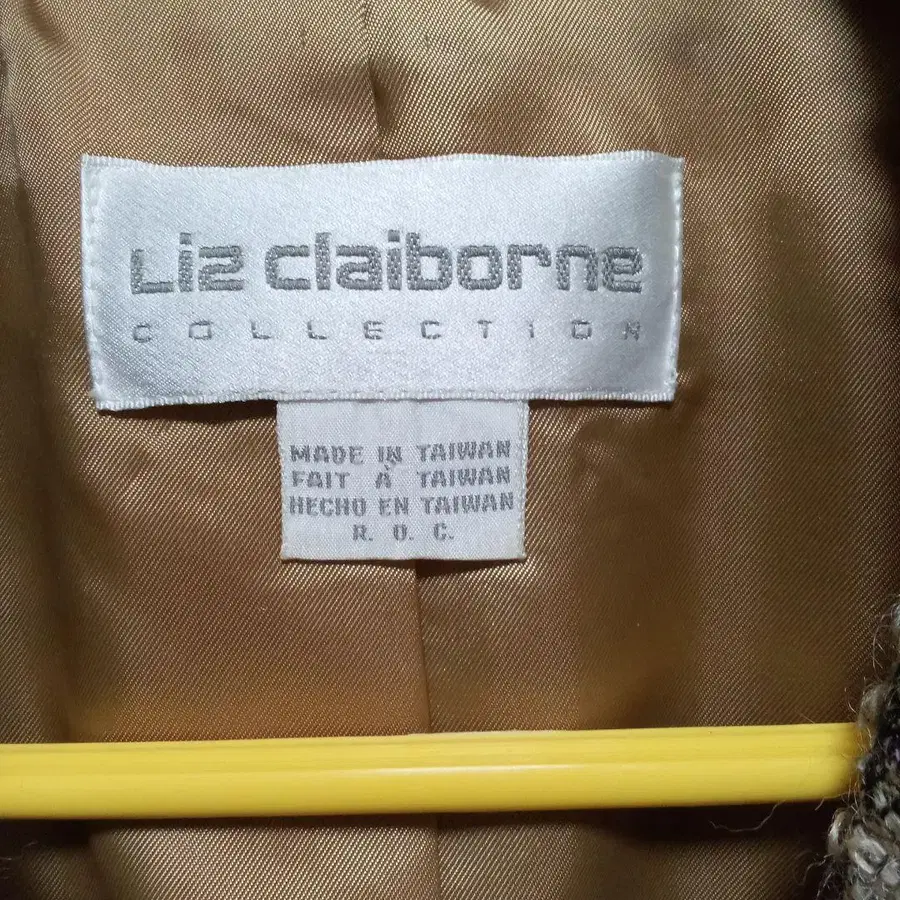 Liz claiborne
COLLECTION
MADE IN TAIWAN
FAIT À TAIWAN
HECHO EN TAIWAN
R. O. C.